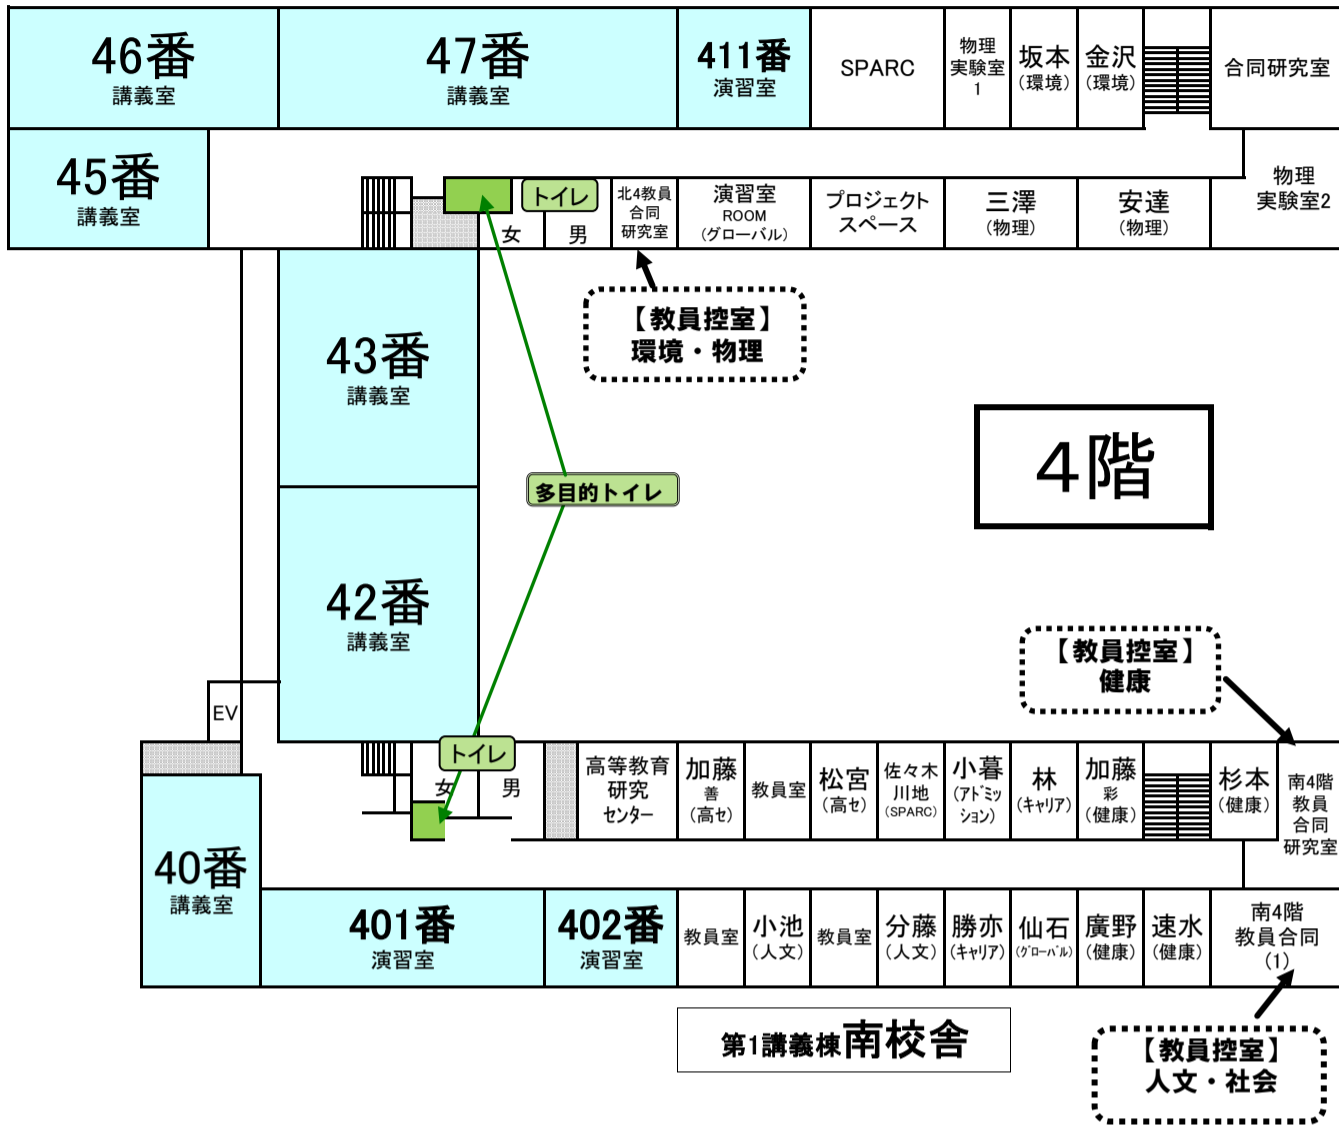 46番
講義室
47番
講義室
411番
演習室
SPARC
物理
実験室
1
坂本
(環境)
金沢
(環境)
合同研究室
45番
講義室
トイレ
女
男
北4教員
合同
研究室
演習室
ROOM
(グローバル)
プロジェクト
スペース
三澤
(物理)
安達
(物理)
物理
実験室2
【教員控室】
環境・物理
43番
講義室
4階
多目的トイレ
42番
講義室
【教員控室】
健康
EV
トイレ
女
男
高等教育
研究
センター
加藤
善
(高セ)
教員室
松宮
(高セ)
佐々木
川地
(SPARC)
小暮
(アドミッ
ション)
林
(キャリア)
加藤
彩
(健康)
杉本
(健康)
南4階
教員
合同
研究室
40番
講義室
401番
演習室
402番
演習室
教員室
小池
(人文)
教員室
分藤
(人文)
勝亦
(キャリア)
仙石
(グローバル)
廣野
(健康)
速水
(健康)
南4階
教員合同
(1)
第1講義棟南校舎
【教員控室】
人文・社会